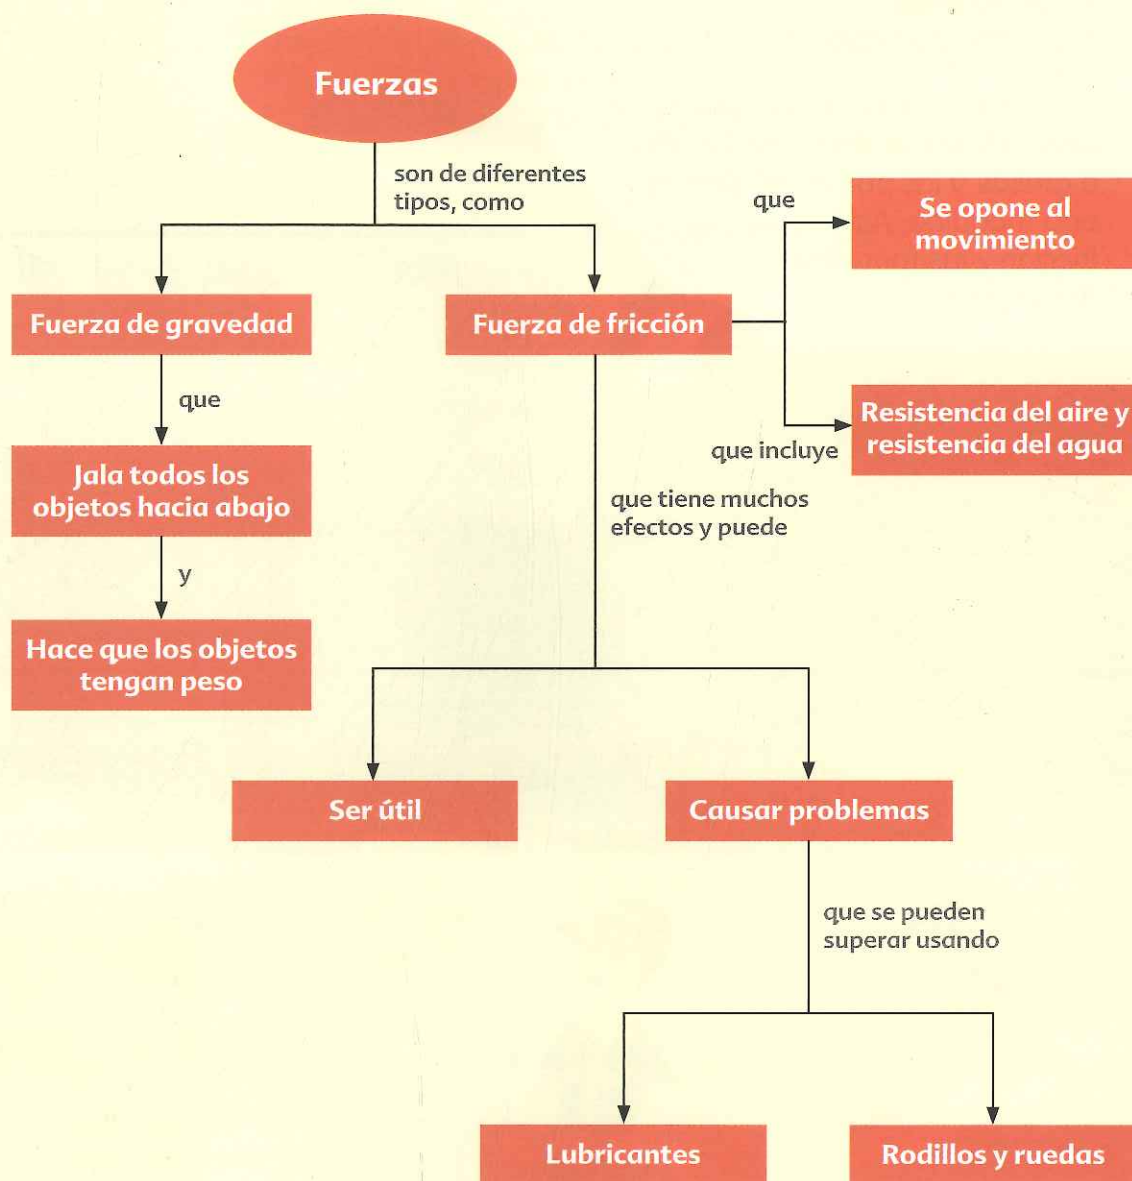 Fuerzas
son de diferentes
tipos, como
Fuerza de gravedad
que
Jala todos los
objetos hacia abajo
y
Hace que los objetos
tengan peso
Fuerza de fricción
que
Se opone al
movimiento
que incluye
Resistencia del aire y
resistencia del agua
que tiene muchos
efectos y puede
Ser útil
Causar problemas
que se pueden
superar usando
Lubricantes
Rodillos y ruedas